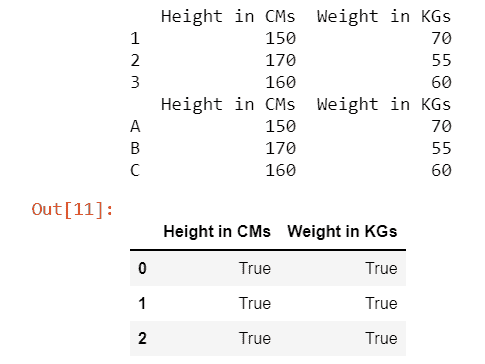 Height in CMs Weight in KGs
1 150 70
2 170 55
3 160 60
Height in CMs Weight in KGs
A 150 70
B 170 55
C 160 60
Out[11]:
Height in CMs Weight in KGs
0 True True
1 True True
2 True True